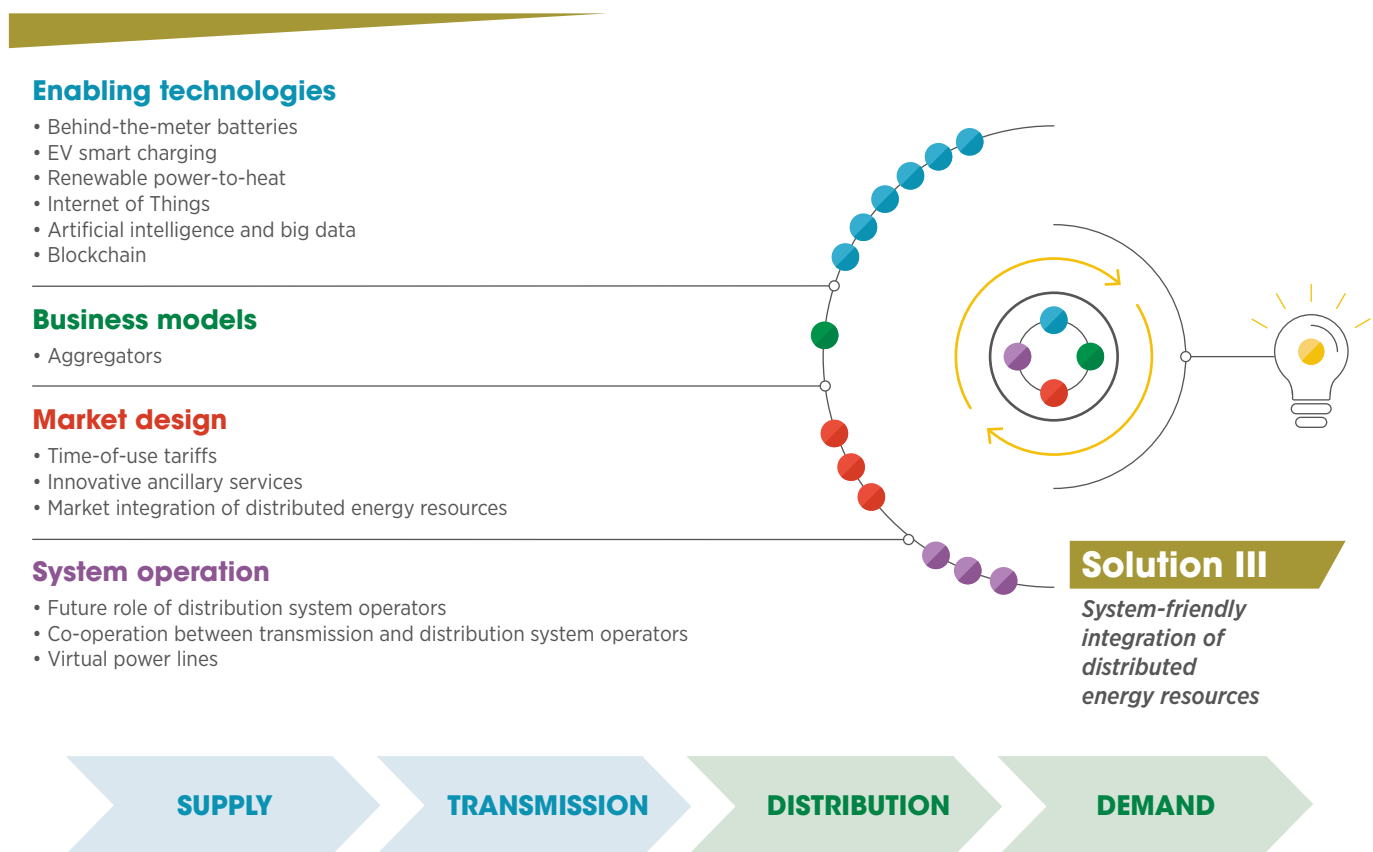 Enabling technologies
• Behind-the-meter batteries
• EV smart charging
• Renewable power-to-heat
• Internet of Things
• Artificial intelligence and big data
• Blockchain
Business models
• Aggregators
Market design
• Time-of-use tariffs
• Innovative ancillary services
• Market integration of distributed energy resources
System operation
• Future role of distribution system operators
• Co-operation between transmission and distribution system operators
• Virtual power lines
Solution III
System-friendly
integration of
distributed
energy resources
SUPPLY
TRANSMISSION
DISTRIBUTION
DEMAND